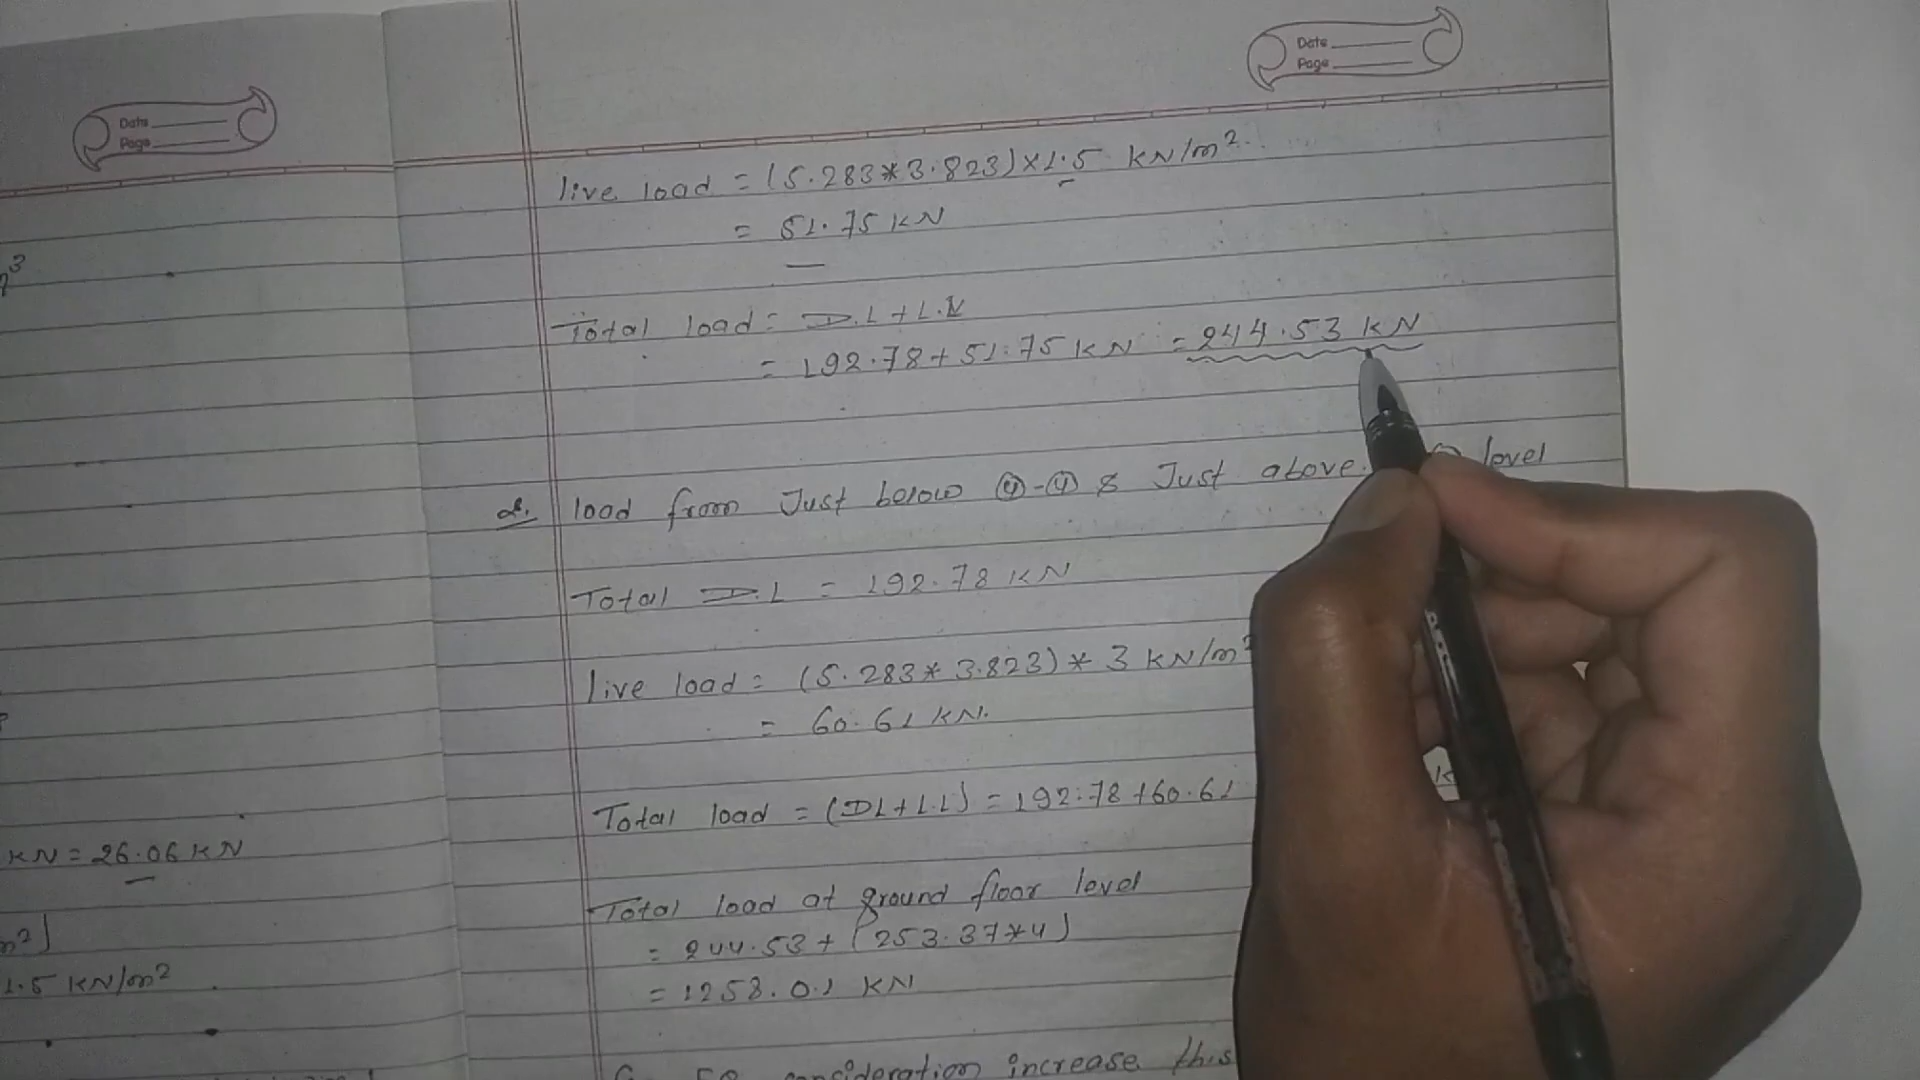 Date
Page
Date
Page
live load = (5.283*3.823)×1.5 KN/m²
= 51.75 KN
Total load = D.L + L.L
= 192.78 + 51.75 KN = 244.53 KN
2. load from Just below ④-④ & Just above level
Total D.L = 192.78 KN
live load = (5.283*3.823) * 3 KN/m²
= 60.61 KN.
Total load = (DL + L.L) = 192.78 + 60.61
Total load at ground floor level
= 244.53 + (253.37*4)
= 1258.01 KN
consideration increase this
m³
KN = 26.06 KN
m²)
1.5 KN/m²